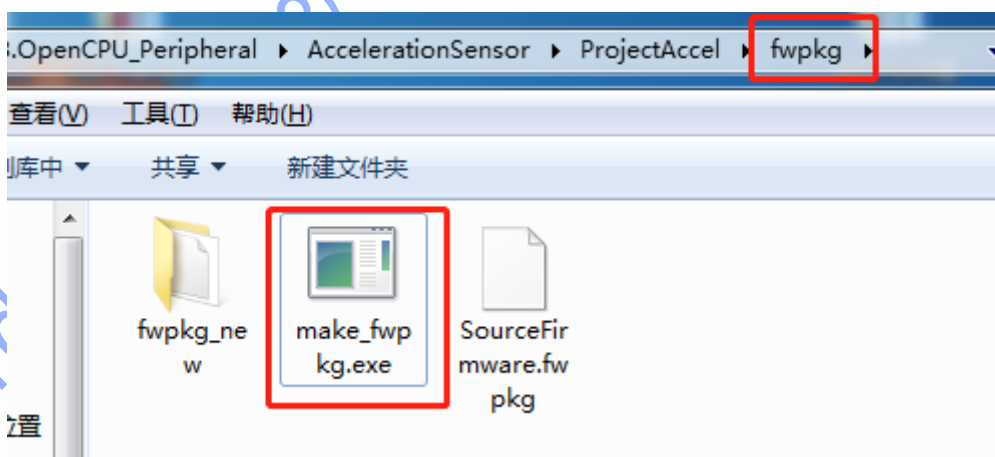 .OpenCPU_Peripheral ▸ AccelerationSensor ▸ ProjectAccel ▸ fwpkg ▸
查看(V) 工具(T) 帮助(H)
库中 ▾ 共享 ▾ 新建文件夹
fwpkg_ne
w
make_fwp
kg.exe
SourceFir
mware.fw
pkg
位置